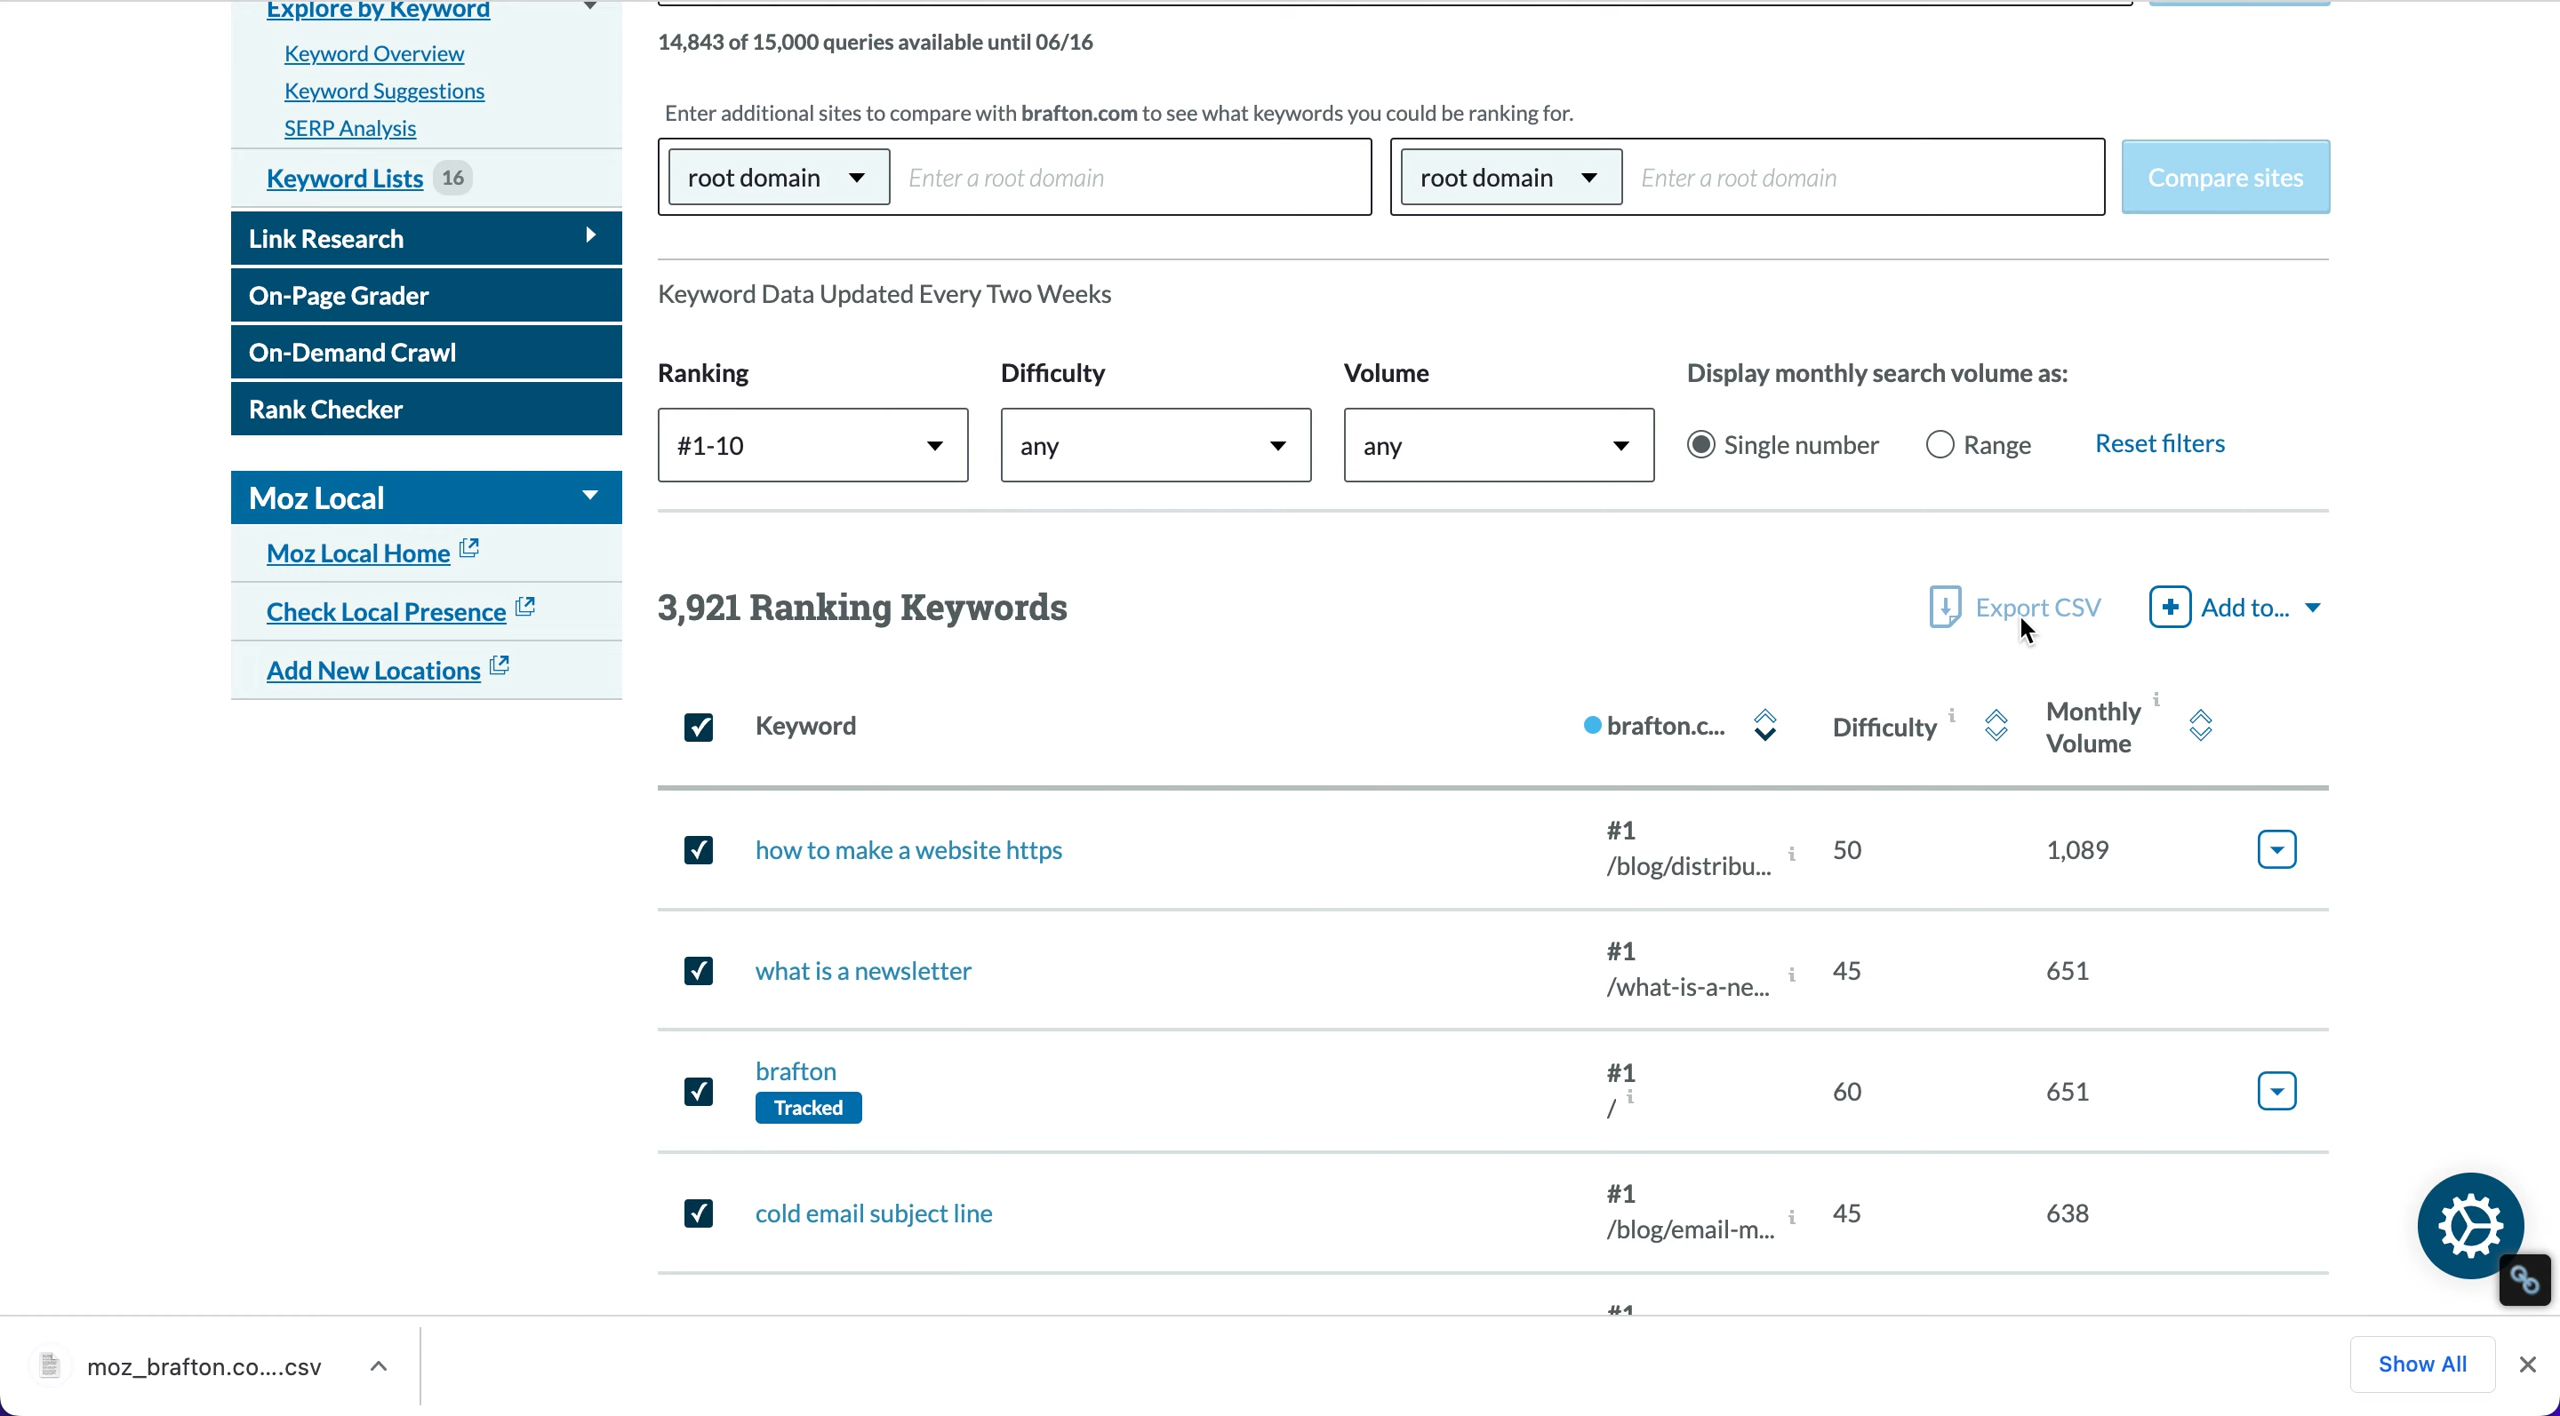 Explore by Keyword
Keyword Overview
Keyword Suggestions
SERP Analysis
Keyword Lists 16
Link Research
On-Page Grader
On-Demand Crawl
Rank Checker
Moz Local
Moz Local Home
Check Local Presence
Add New Locations
14,843 of 15,000 queries available until 06/16
Enter additional sites to compare with brafton.com to see what keywords you could be ranking for.
root domain Enter a root domain root domain Enter a root domain Compare sites
Keyword Data Updated Every Two Weeks
Ranking Difficulty Volume Display monthly search volume as:
#1-10 any any Single number Range Reset filters
3,921 Ranking Keywords Export CSV Add to...
Keyword brafton.c... Difficulty i Monthly Volume i
how to make a website https #1 /blog/distribu... i 50 1,089
what is a newsletter #1 /what-is-a-ne... i 45 651
brafton Tracked #1 / i 60 651
cold email subject line #1 /blog/email-m... i 45 638
#1
moz_brafton.co....csv Show All